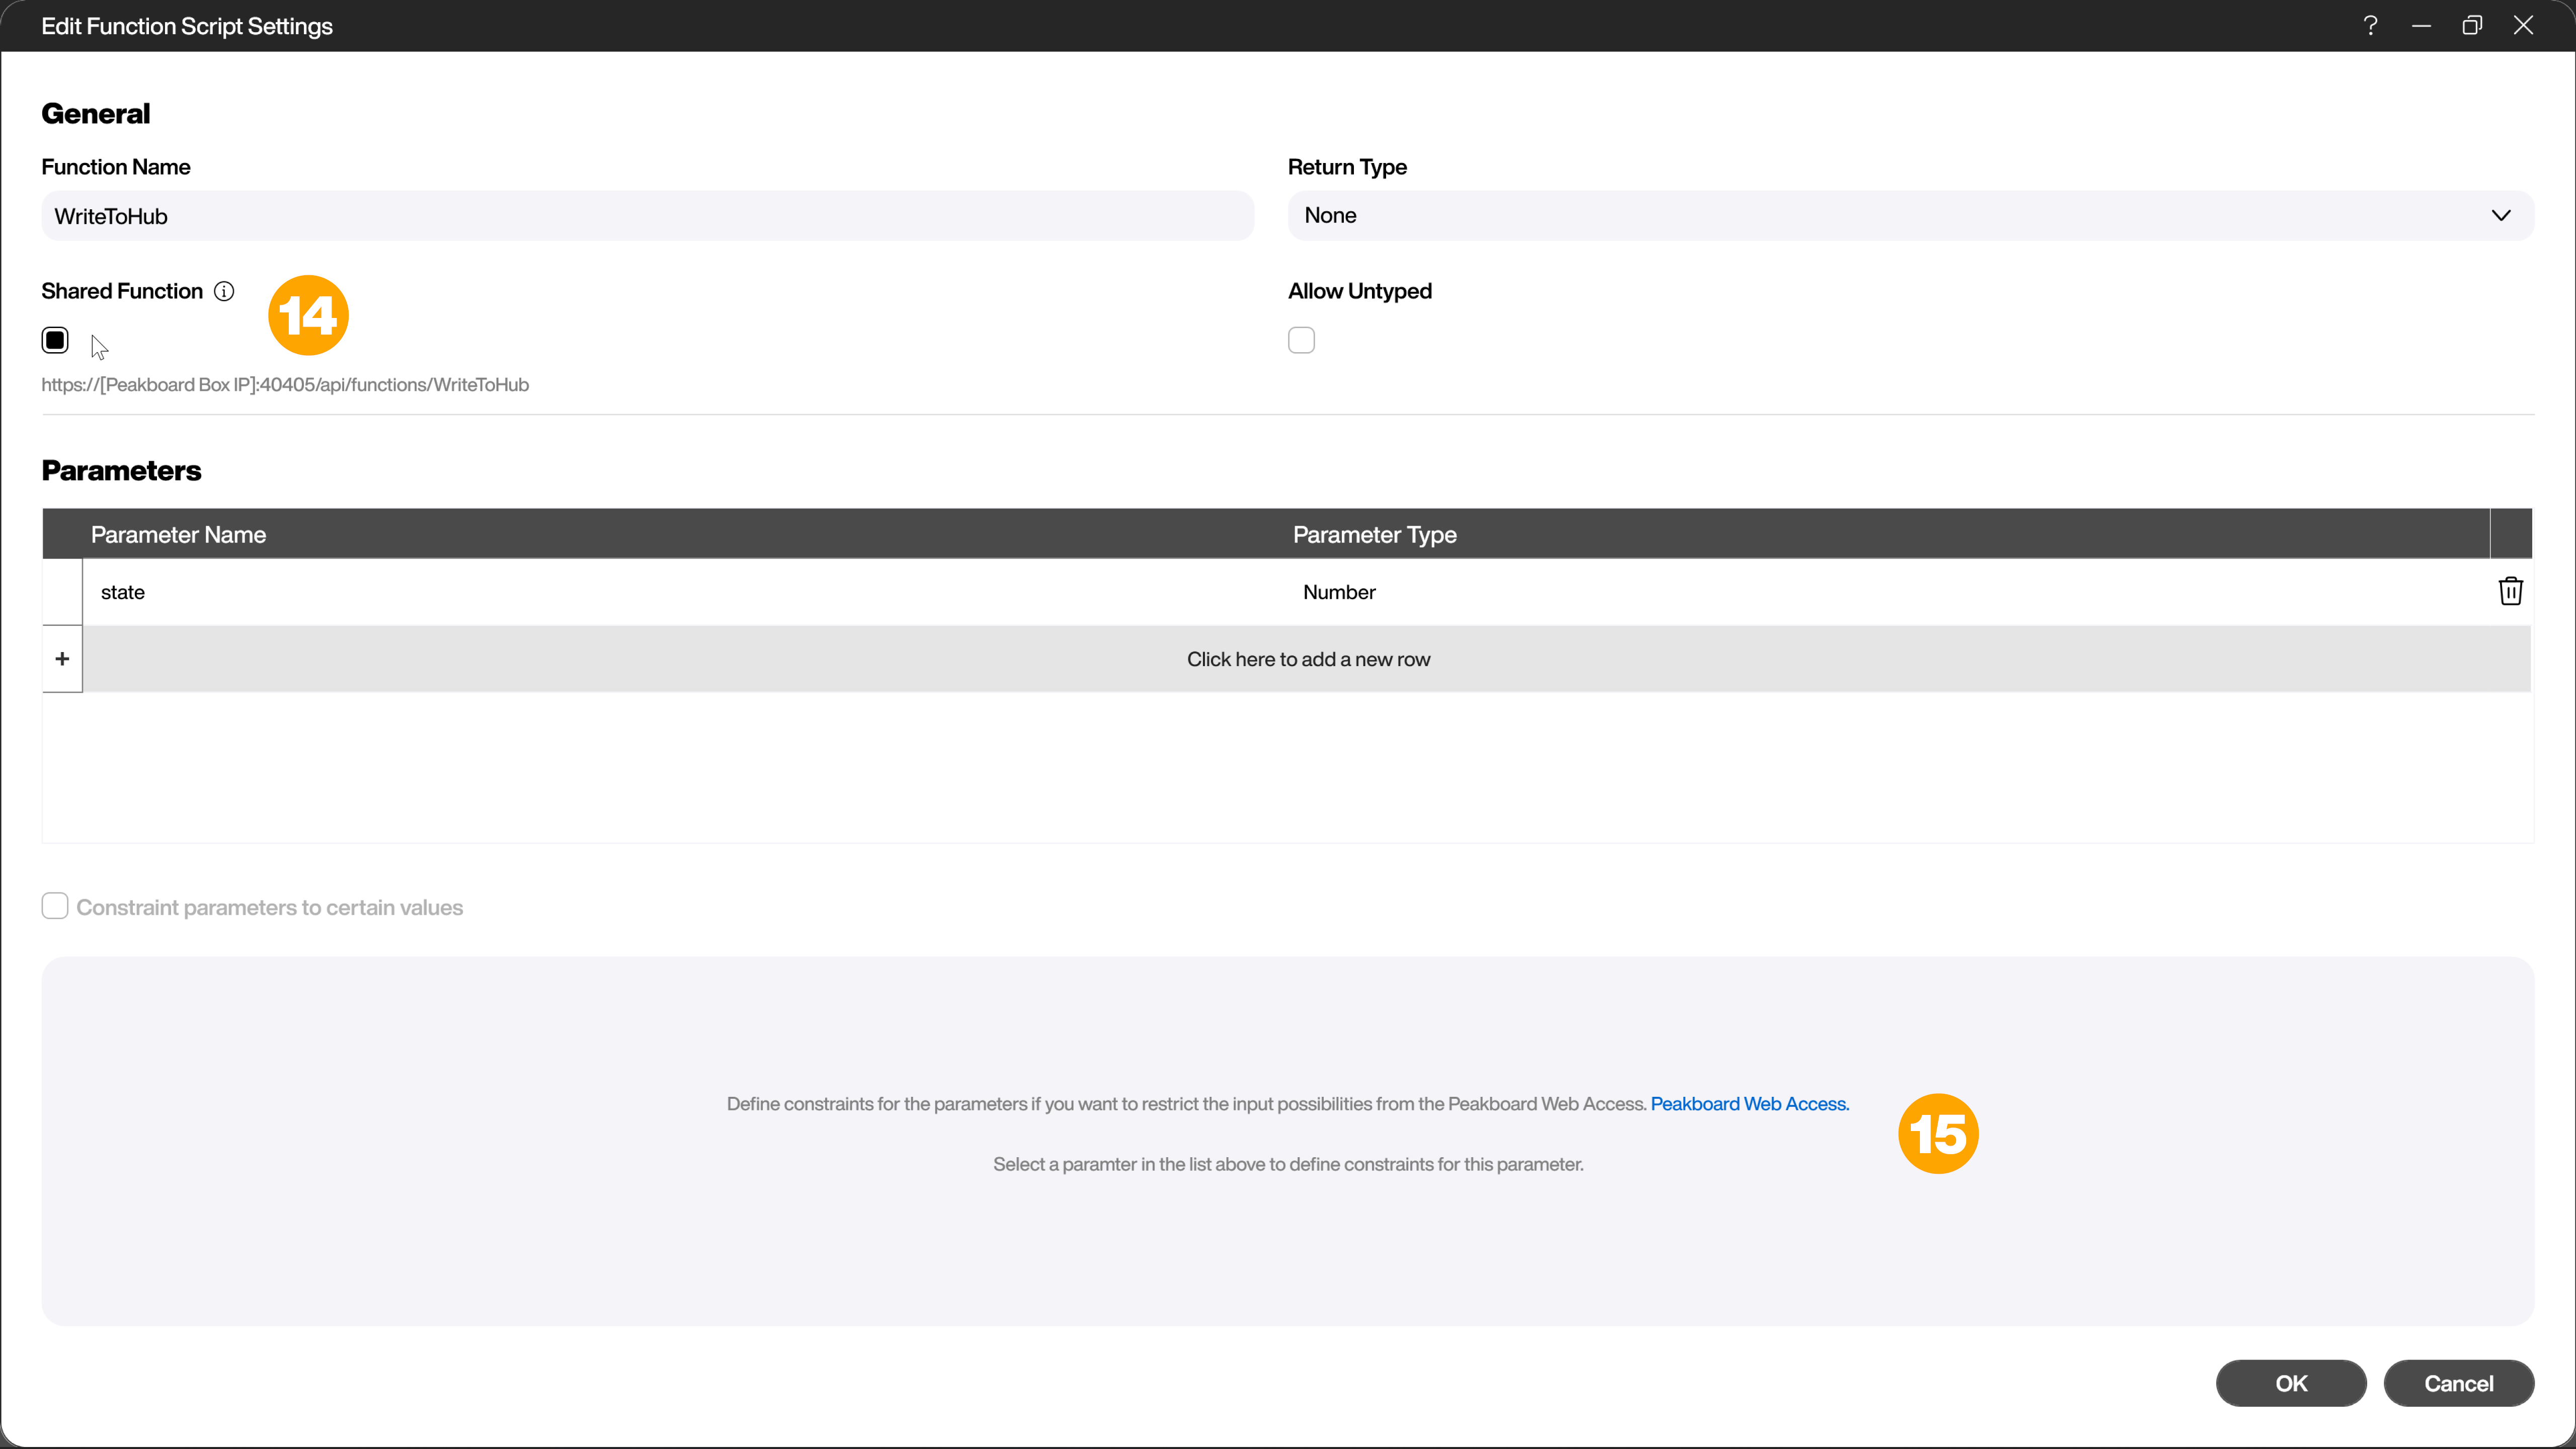 Edit Function Script Settings
General
Function Name
Return Type
WriteToHub
None
Shared Function
14
Allow Untyped
https://[Peakboard Box IP]:40405/api/functions/WriteToHub
Parameters
Parameter Name
Parameter Type
state
Number
+
Click here to add a new row
Constraint parameters to certain values
Define constraints for the parameters if you want to restrict the input possibilities from the Peakboard Web Access. Peakboard Web Access.
15
Select a paramter in the list above to define constraints for this parameter.
OK
Cancel